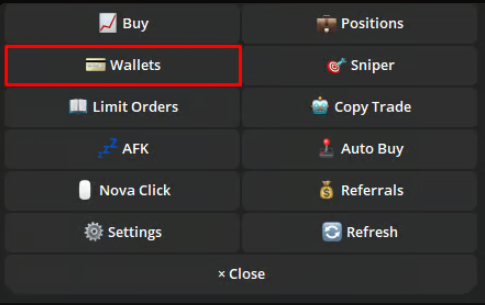 Buy
Positions
Wallets
Sniper
Limit Orders
Copy Trade
AFK
Auto Buy
Nova Click
Referrals
Settings
Refresh
× Close